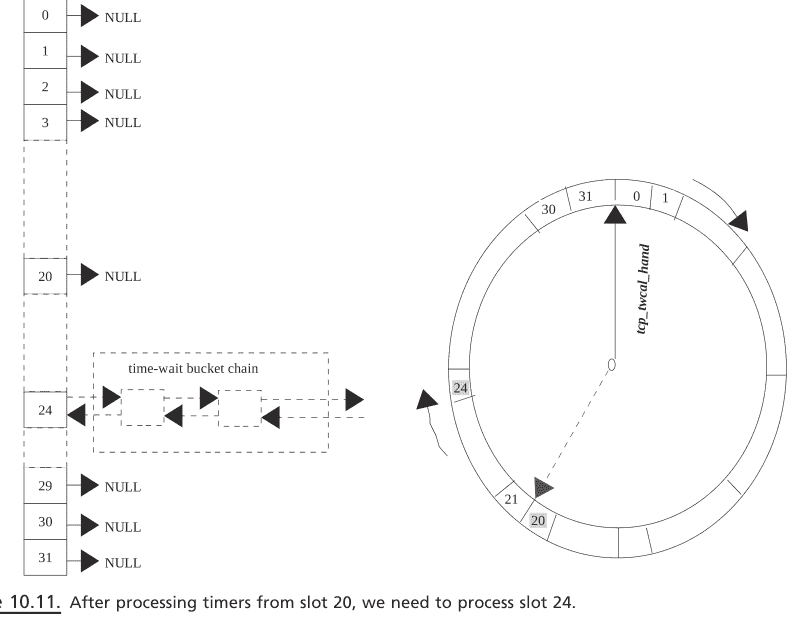 0 NULL
1 NULL
2 NULL
3 NULL
20 NULL
time-wait bucket chain
24
29 NULL
30 NULL
31 NULL
30 31 0 1
tcp_twcal_hand
24
21
20
e 10.11. After processing timers from slot 20, we need to process slot 24.